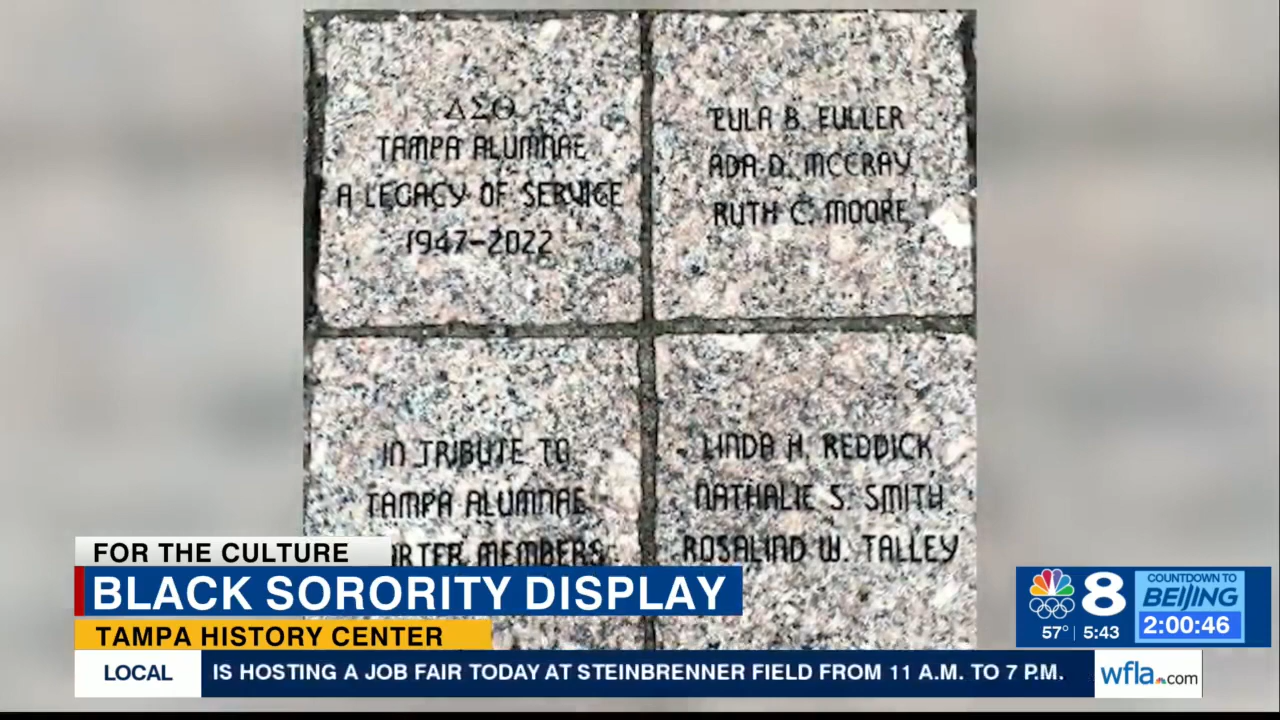 ΔΣΘ
TAMPA ALUMNAE
A LEGACY OF SERVICE
1947-2022
EULA B. FULLER
ADA D. MCCRAY
RUTH C. MOORE
IN TRIBUTE TO
TAMPA ALUMNAE
RTER MEMBERS
LINDA H. REDDICK
NATHALIE S. SMITH
ROSALIND W. TALLEY
FOR THE CULTURE
BLACK SORORITY DISPLAY
TAMPA HISTORY CENTER
8
57° | 5:43
COUNTDOWN TO
BEIJING
2:00:46
LOCAL
IS HOSTING A JOB FAIR TODAY AT STEINBRENNER FIELD FROM 11 A.M. TO 7 P.M.
wfla.com